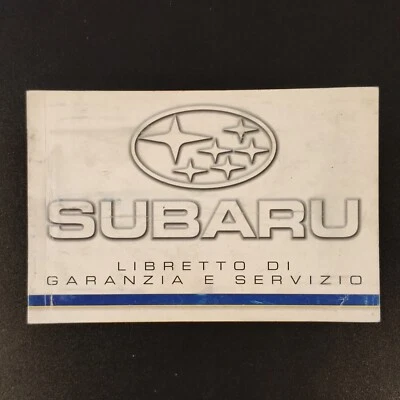 SUBARU
LIBRETTO DI
GARANZIA E SERVIZIO